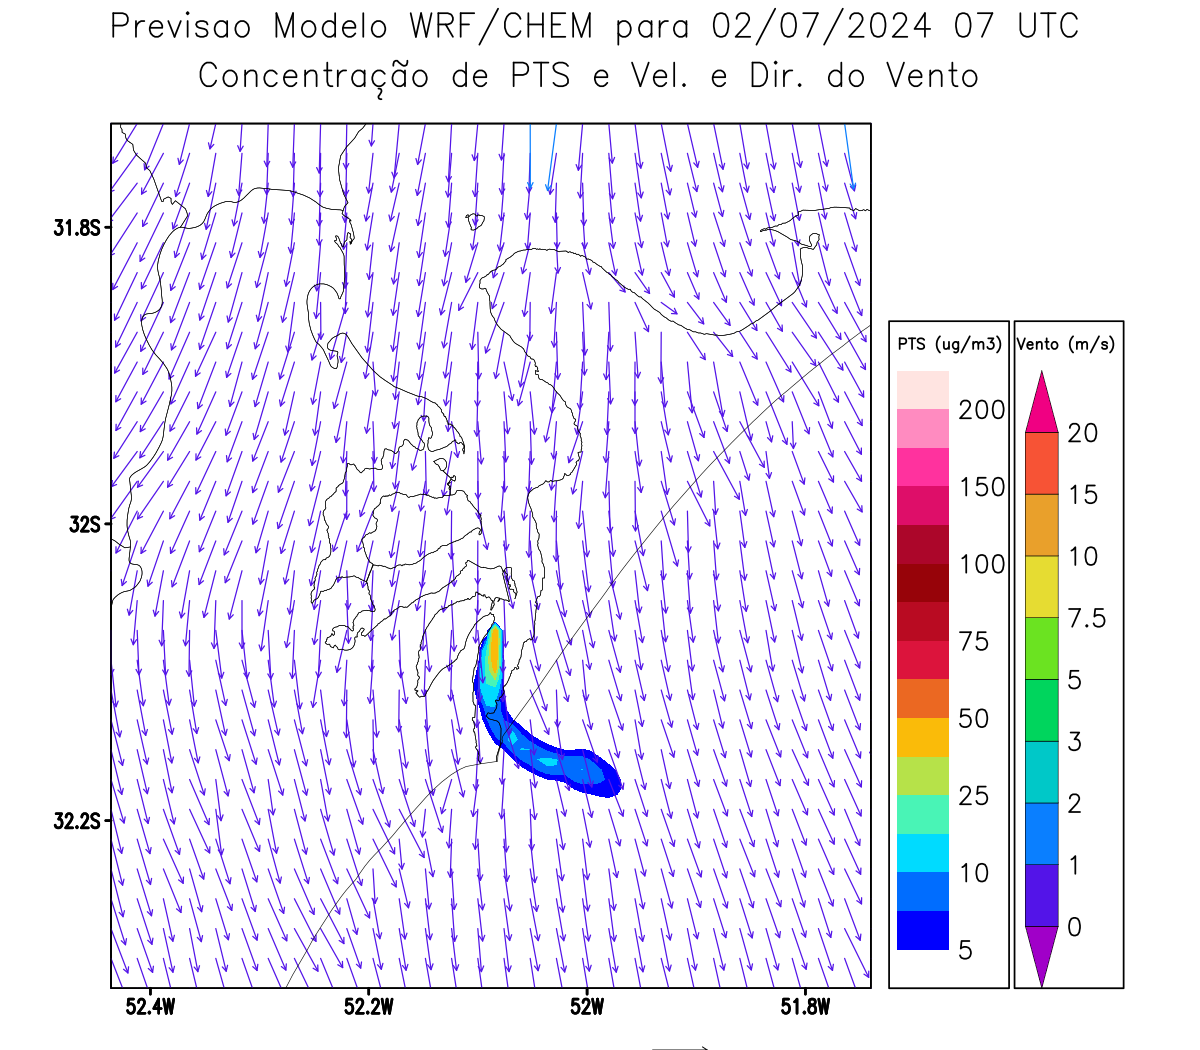 Previsao Modelo WRF/CHEM para 02/07/2024 07 UTC
Concentração de PTS e Vel. e Dir. do Vento
31.8S
32S
32.2S
52.4W
52.2W
52W
51.8W
PTS (ug/m3)
200
150
100
75
50
25
10
5
Vento (m/s)
20
15
10
7.5
5
3
2
1
0